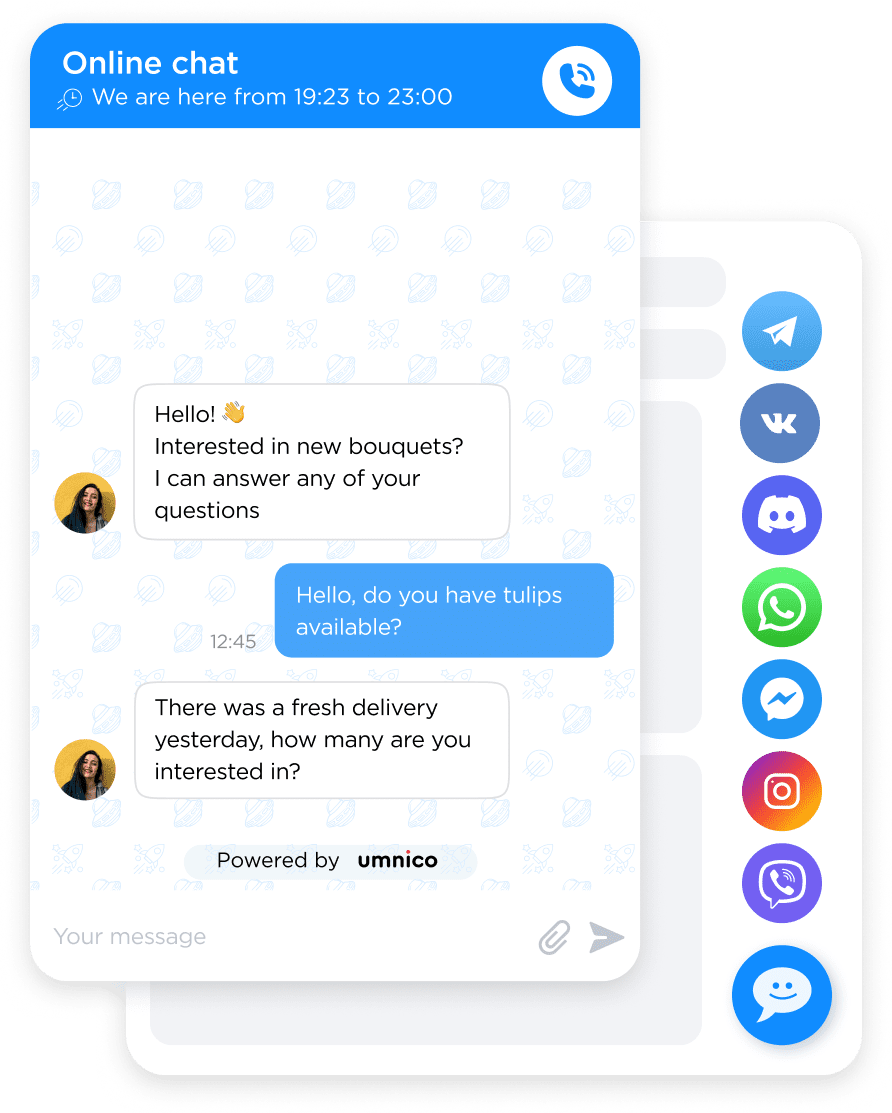 Online chat
We are here from 19:23 to 23:00
Hello! 👋
Interested in new bouquets?
I can answer any of your
questions
Hello, do you have tulips
available?
12:45
There was a fresh delivery
yesterday, how many are you
interested in?
Powered by umnico
Your message